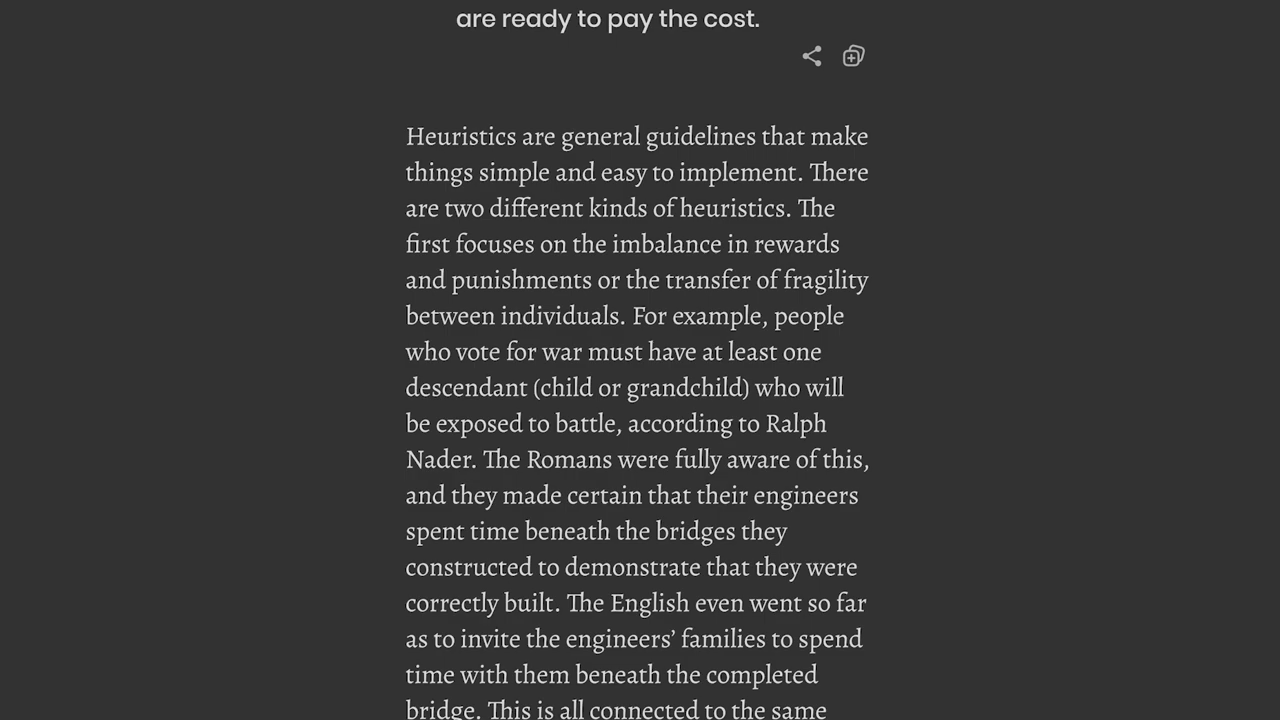 are ready to pay the cost.
Heuristics are general guidelines that make
things simple and easy to implement. There
are two different kinds of heuristics. The
first focuses on the imbalance in rewards
and punishments or the transfer of fragility
between individuals. For example, people
who vote for war must have at least one
descendant (child or grandchild) who will
be exposed to battle, according to Ralph
Nader. The Romans were fully aware of this,
and they made certain that their engineers
spent time beneath the bridges they
constructed to demonstrate that they were
correctly built. The English even went so far
as to invite the engineers’ families to spend
time with them beneath the completed
bridge. This is all connected to the same